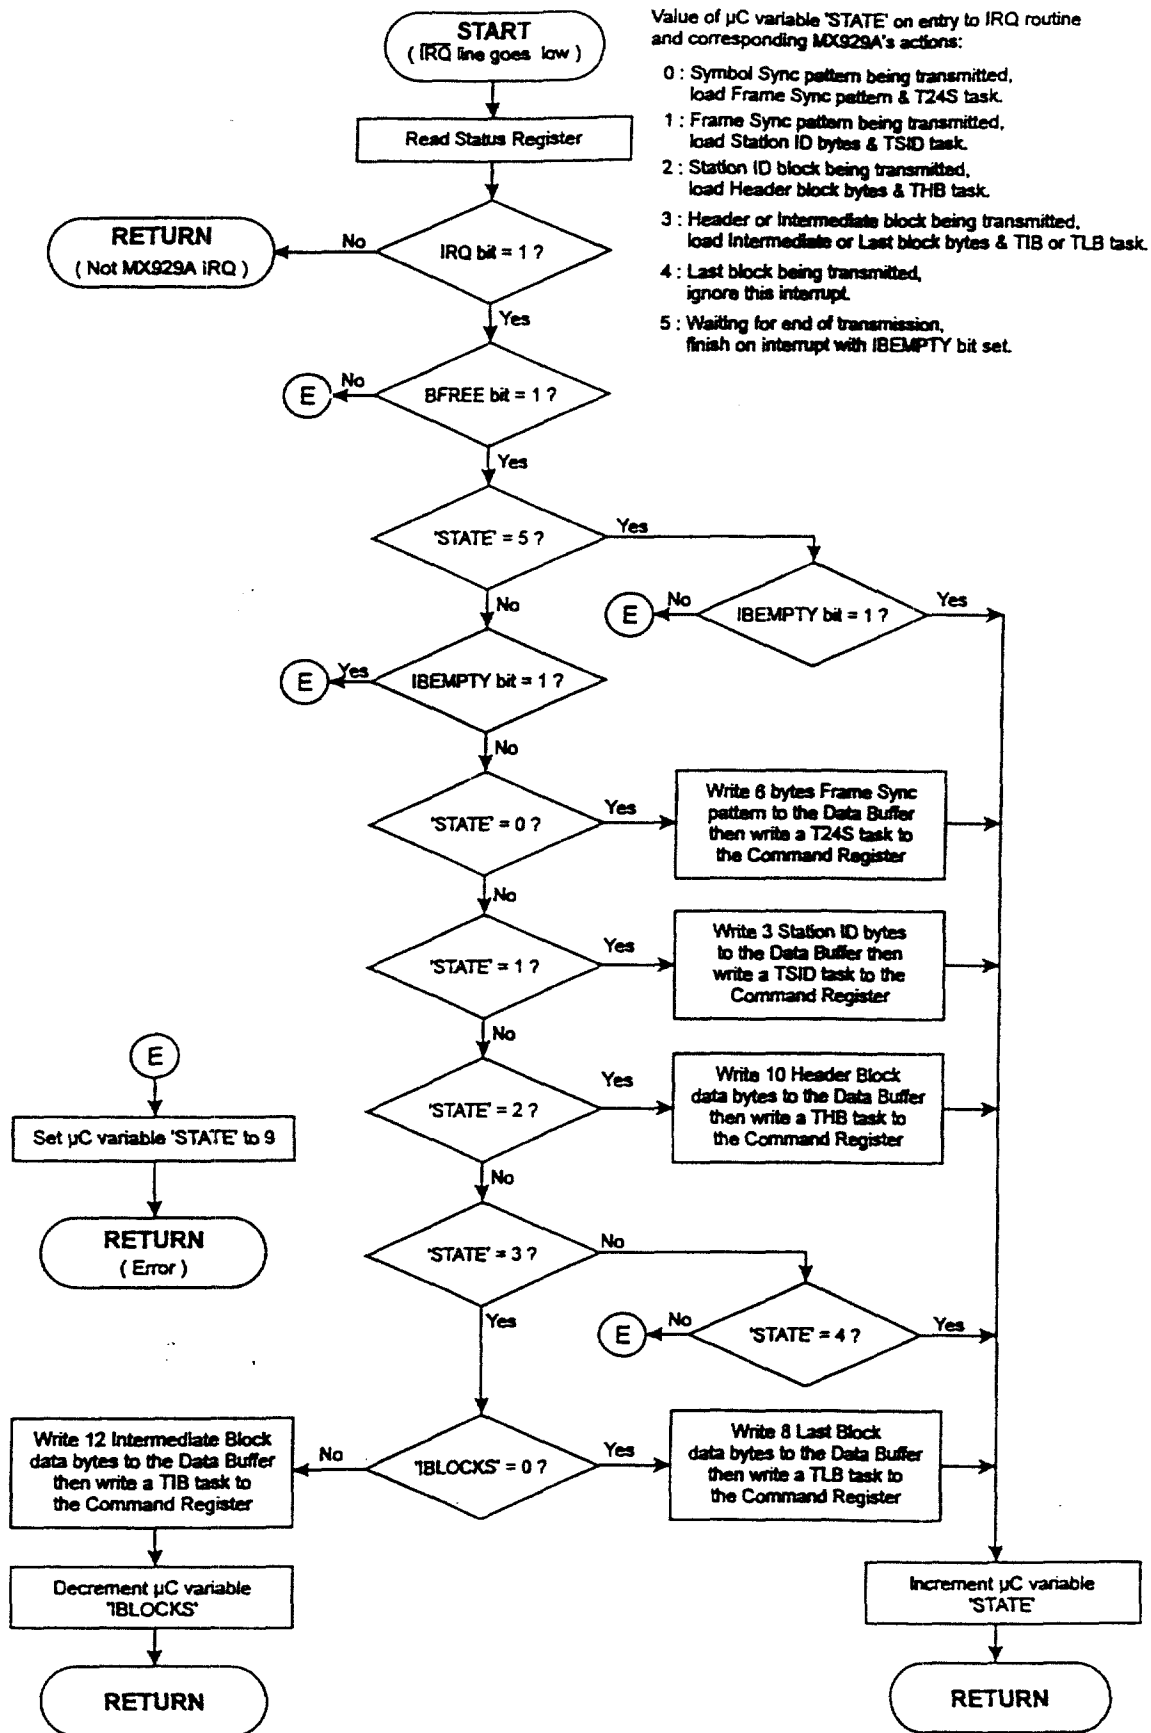 START
( IRQ line goes low )
Value of µC variable 'STATE' on entry to IRQ routine
and corresponding MX929A's actions:
0 : Symbol Sync pattern being transmitted,
load Frame Sync pattern & T24S task.
1 : Frame Sync pattern being transmitted,
load Station ID bytes & TSID task.
2 : Station ID block being transmitted,
load Header block bytes & THB task.
3 : Header or Intermediate block being transmitted,
load Intermediate or Last block bytes & TIB or TLB task.
4 : Last block being transmitted,
ignore this interrupt.
5 : Waiting for end of transmission,
finish on interrupt with IBEMPTY bit set.
Read Status Register
IRQ bit = 1 ?
No
RETURN
( Not MX929A IRQ )
Yes
BFREE bit = 1 ?
No
E
Yes
'STATE' = 5 ?
Yes
No
IBEMPTY bit = 1 ?
No
E
Yes
IBEMPTY bit = 1 ?
Yes
E
No
'STATE' = 0 ?
Yes
Write 6 bytes Frame Sync
pattern to the Data Buffer
then write a T24S task to
the Command Register
No
'STATE' = 1 ?
Yes
Write 3 Station ID bytes
to the Data Buffer then
write a TSID task to the
Command Register
No
'STATE' = 2 ?
Yes
Write 10 Header Block
data bytes to the Data Buffer
then write a THB task to
the Command Register
No
E
Set µC variable 'STATE' to 9
RETURN
( Error )
'STATE' = 3 ?
No
Yes
'STATE' = 4 ?
No
E
Yes
'IBLOCKS' = 0 ?
No
Write 12 Intermediate Block
data bytes to the Data Buffer
then write a TIB task to
the Command Register
Yes
Write 8 Last Block
data bytes to the Data Buffer
then write a TLB task to
the Command Register
Decrement µC variable
'IBLOCKS'
RETURN
Increment µC variable
'STATE'
RETURN